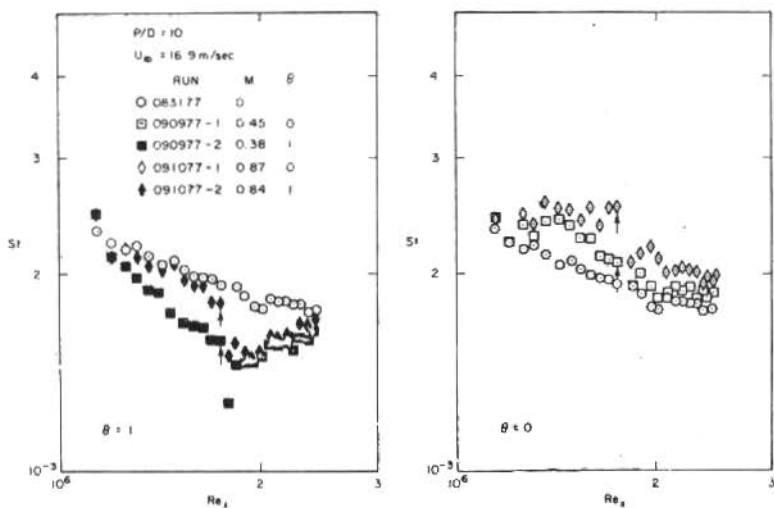 P/D = 10
U∞ = 16.9 m/sec
RUN M θ
083177 0
090977-1 0.45 0
090977-2 0.38 1
091077-1 0.87 0
091077-2 0.84 1
4
3
St
2
10⁻³
θ = 1
10⁶
2
3
4
3
St
2
10⁻³
θ = 0
10⁶
2
3